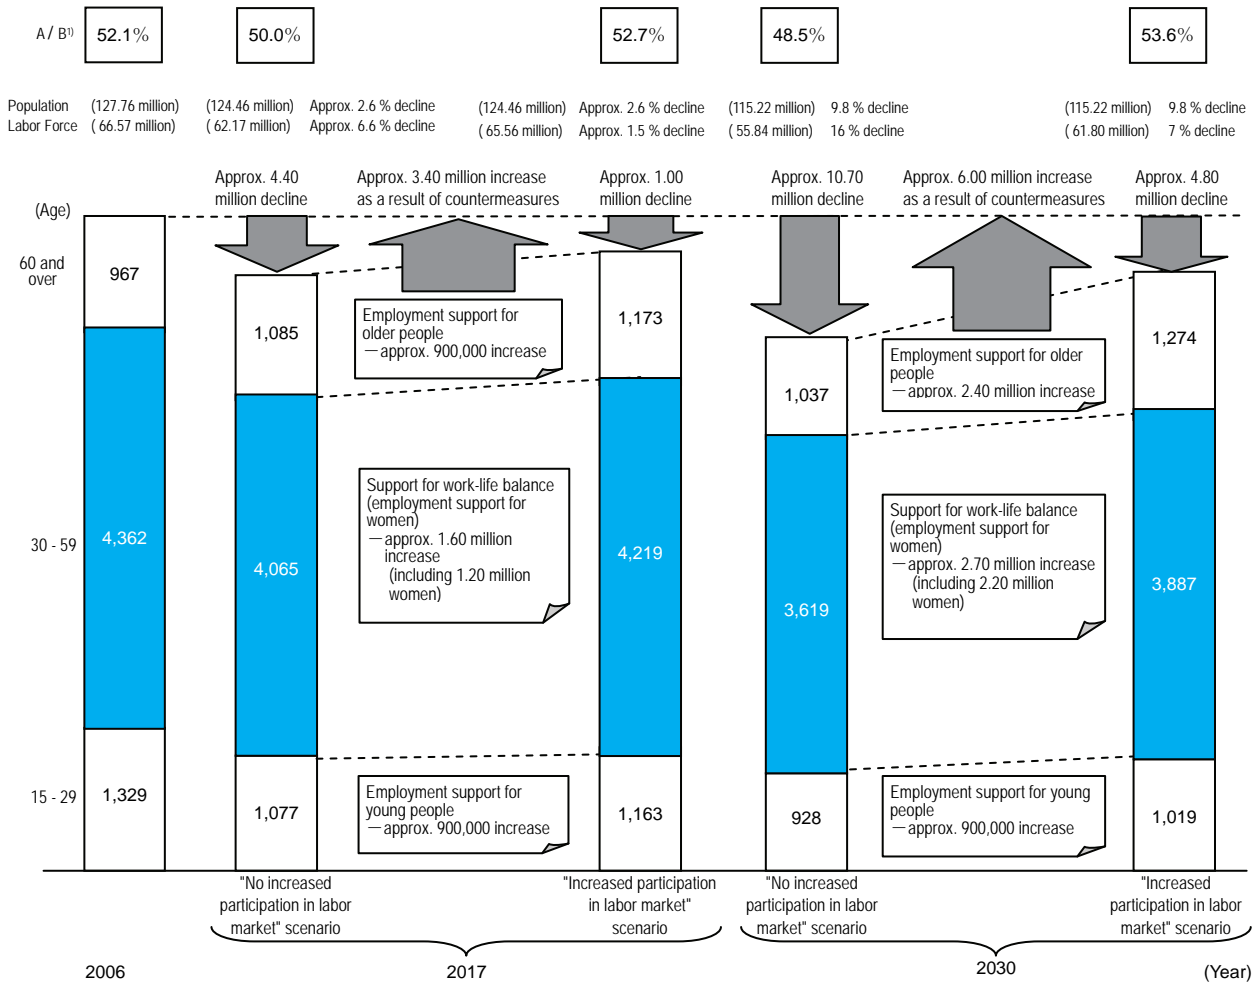 A / B1) 52.1% 50.0% 52.7% 48.5% 53.6%
Population (127.76 million) (124.46 million) Approx. 2.6 % decline (124.46 million) Approx. 2.6 % decline (115.22 million) 9.8 % decline (115.22 million) 9.8 % decline
Labor Force ( 66.57 million) ( 62.17 million) Approx. 6.6 % decline (65.56 million) Approx. 1.5 % decline (55.84 million) 16 % decline ( 61.80 million) 7 % decline
Approx. 4.40
million decline
Approx. 3.40 million increase
as a result of countermeasures
Approx. 1.00
million decline
Approx. 10.70
million decline
Approx. 6.00 million increase
as a result of countermeasures
Approx. 4.80
million decline
(Age)
60 and
over
967
1,085
Employment support for
older people
—approx. 900,000 increase
1,173
1,037
Employment support for older
people
—approx. 2.40 million increase
1,274
30 - 59
4,362
4,065
Support for work-life balance
(employment support for
women)
—approx. 1.60 million
increase
(including 1.20 million
women)
4,219
3,619
Support for work-life balance
(employment support for
women)
—approx. 2.70 million increase
(including 2.20 million
women)
3,887
15 - 29
1,329
1,077
Employment support for
young people
—approx. 900,000 increase
1,163
928
Employment support for young
people
—approx. 900,000 increase
1,019
"No increased
participation in labor
market" scenario
"Increased participation
in labor market"
scenario
"No increased
participation in labor
market" scenario
"Increased
participation in labor
market" scenario
2006 2017 2030 (Year)